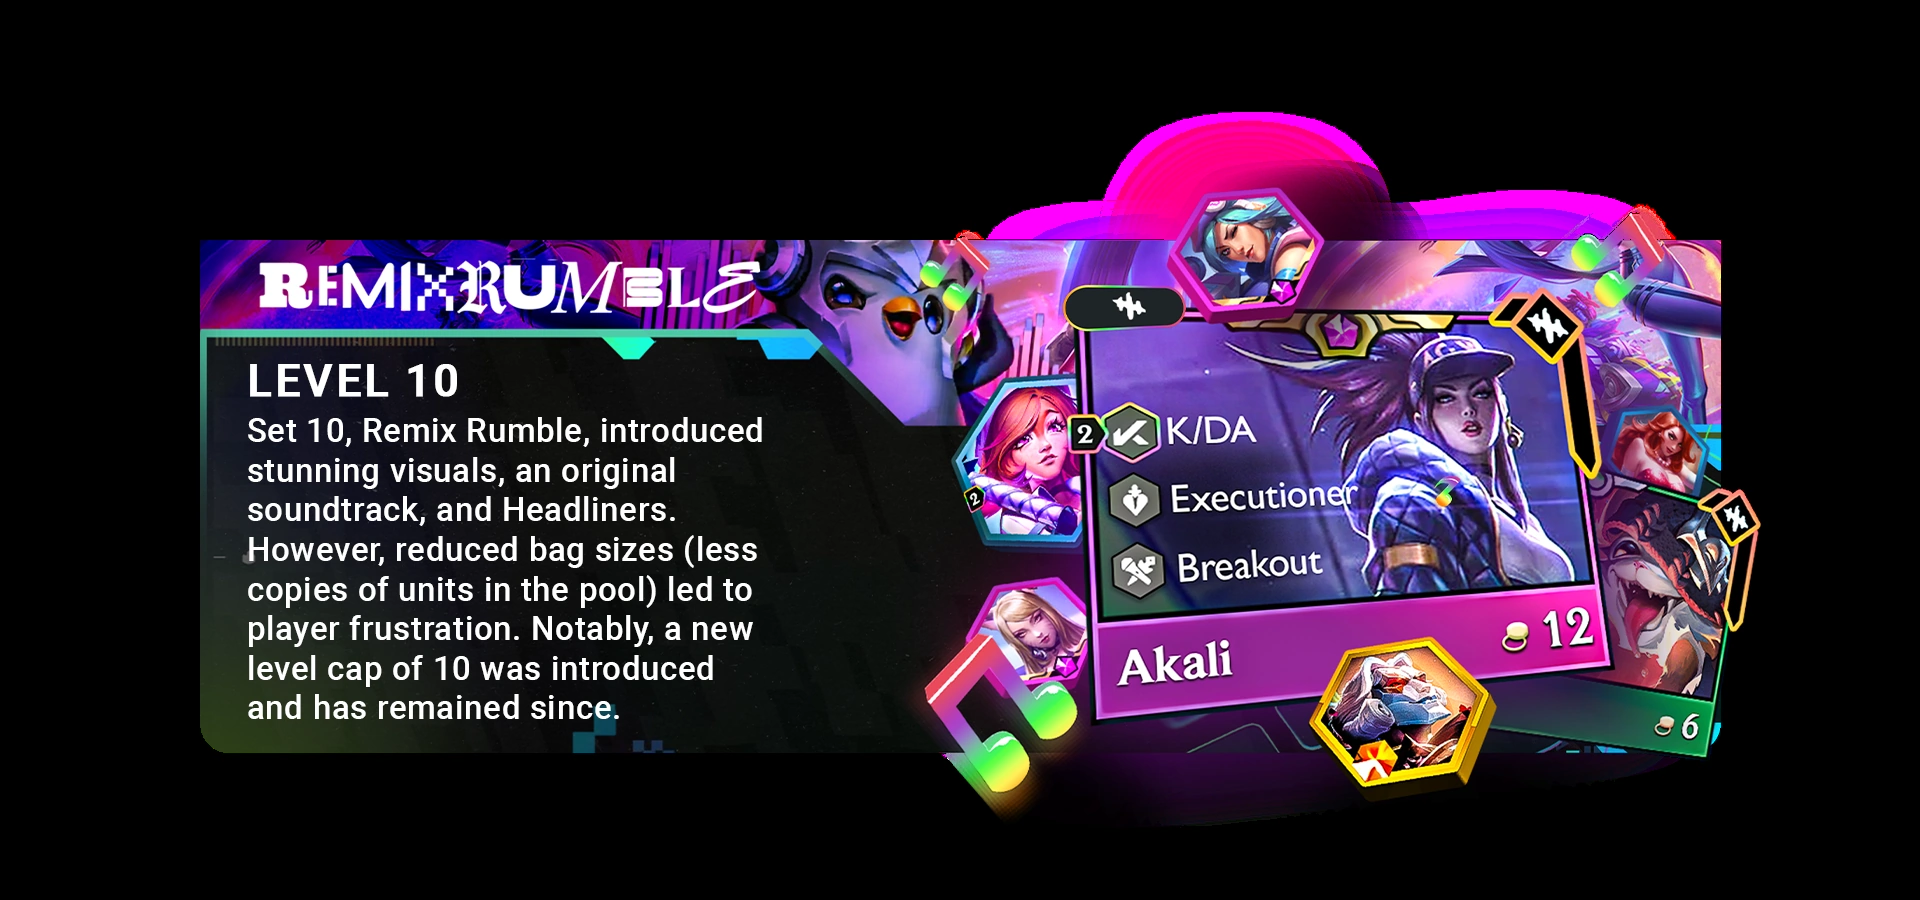 REMIXRUMBLE
LEVEL 10
Set 10, Remix Rumble, introduced
stunning visuals, an original
soundtrack, and Headliners.
However, reduced bag sizes (less
copies of units in the pool) led to
player frustration. Notably, a new
level cap of 10 was introduced
and has remained since.
2
2
K/DA
Executioner
Breakout
Akali
12
6